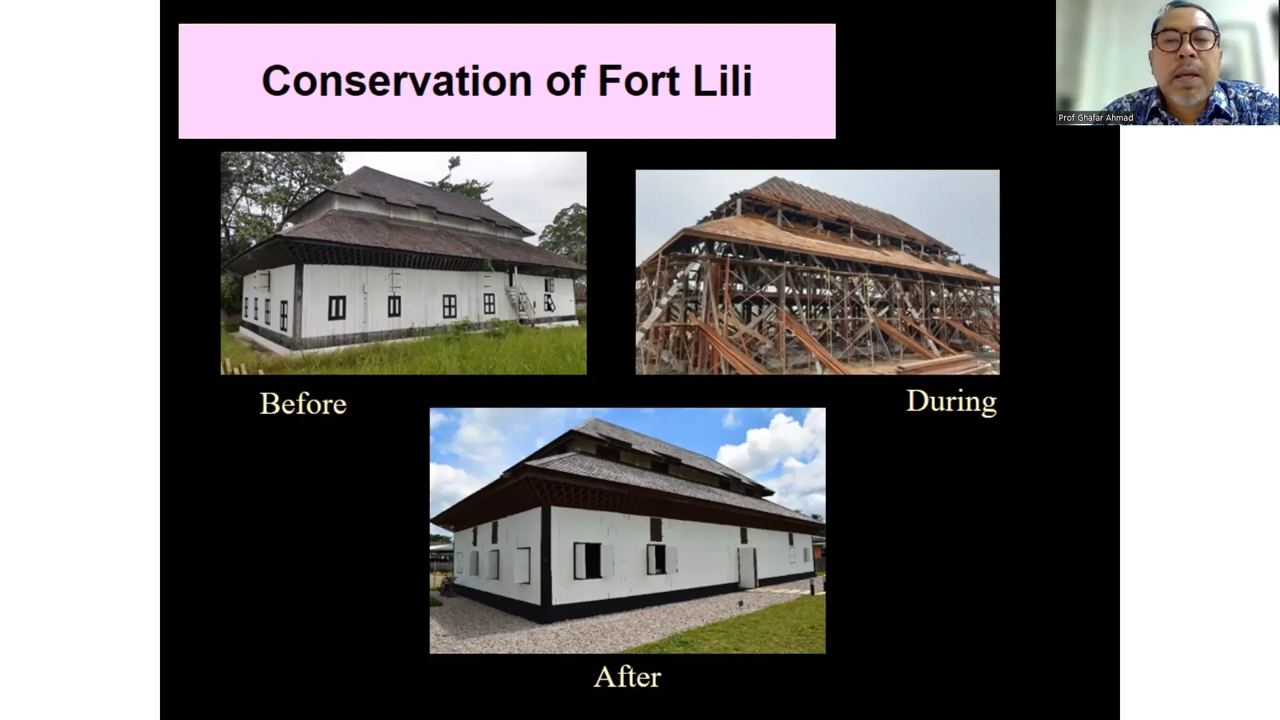 Conservation of Fort Lili
Prof Ghafar Ahmad
Before
During
After